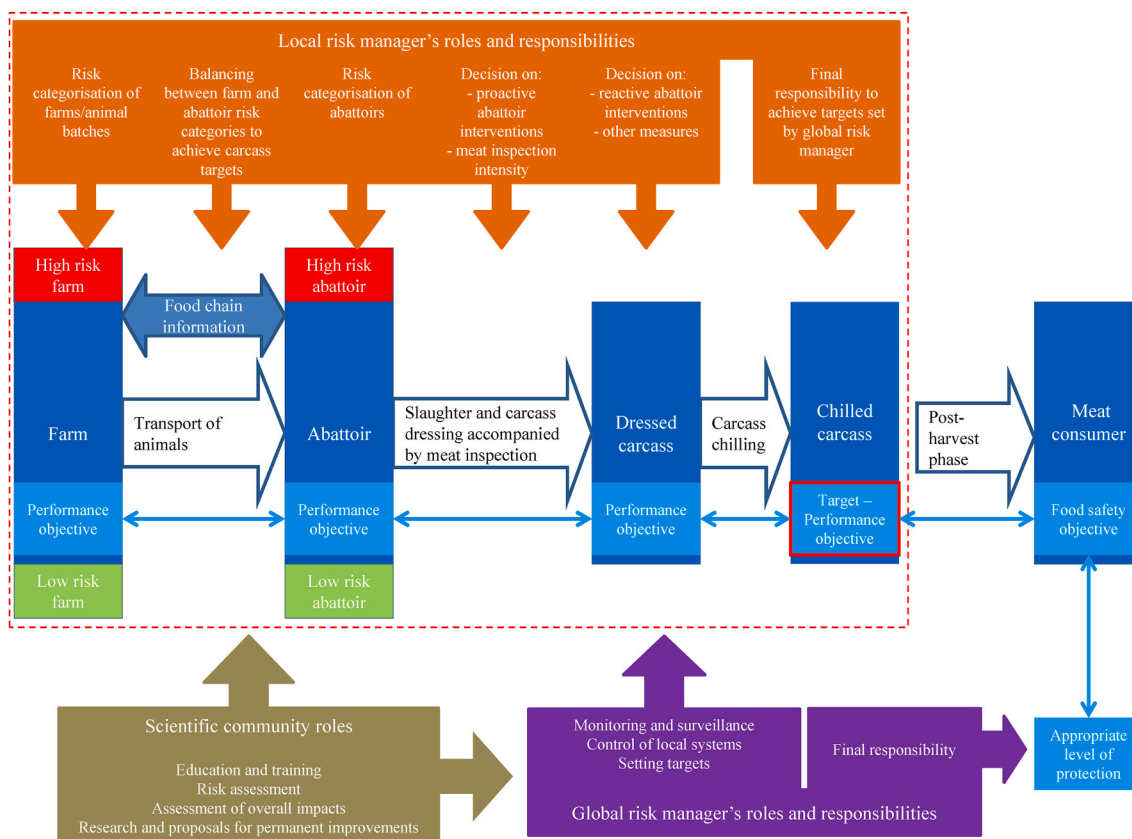 Local risk manager's roles and responsibilities
Risk
categorisation of
farms/animal
batches
Balancing
between farm and
abattoir risk
categories to
achieve carcass
targets
Risk
categorisation of
abattoirs
Decision on:
- proactive
abattoir
interventions
- meat inspection
intensity
Decision on:
- reactive abattoir
interventions
- other measures
Final
responsibility to
achieve targets set
by global risk
manager
High risk
farm
Food chain
information
High risk
abattoir
Farm
Transport of
animals
Abattoir
Slaughter and carcass
dressing accompanied
by meat inspection
Dressed
carcass
Carcass
chilling
Chilled
carcass
Post-
harvest
phase
Meat
consumer
Performance
objective
Performance
objective
Performance
objective
Target –
Performance
objective
Food safety
objective
Low risk
farm
Low risk
abattoir
Scientific community roles
Education and training
Risk assessment
Assessment of overall impacts
Research and proposals for permanent improvements
Monitoring and surveillance
Control of local systems
Setting targets
Final responsibility
Global risk manager's roles and responsibilities
Appropriate
level of
protection